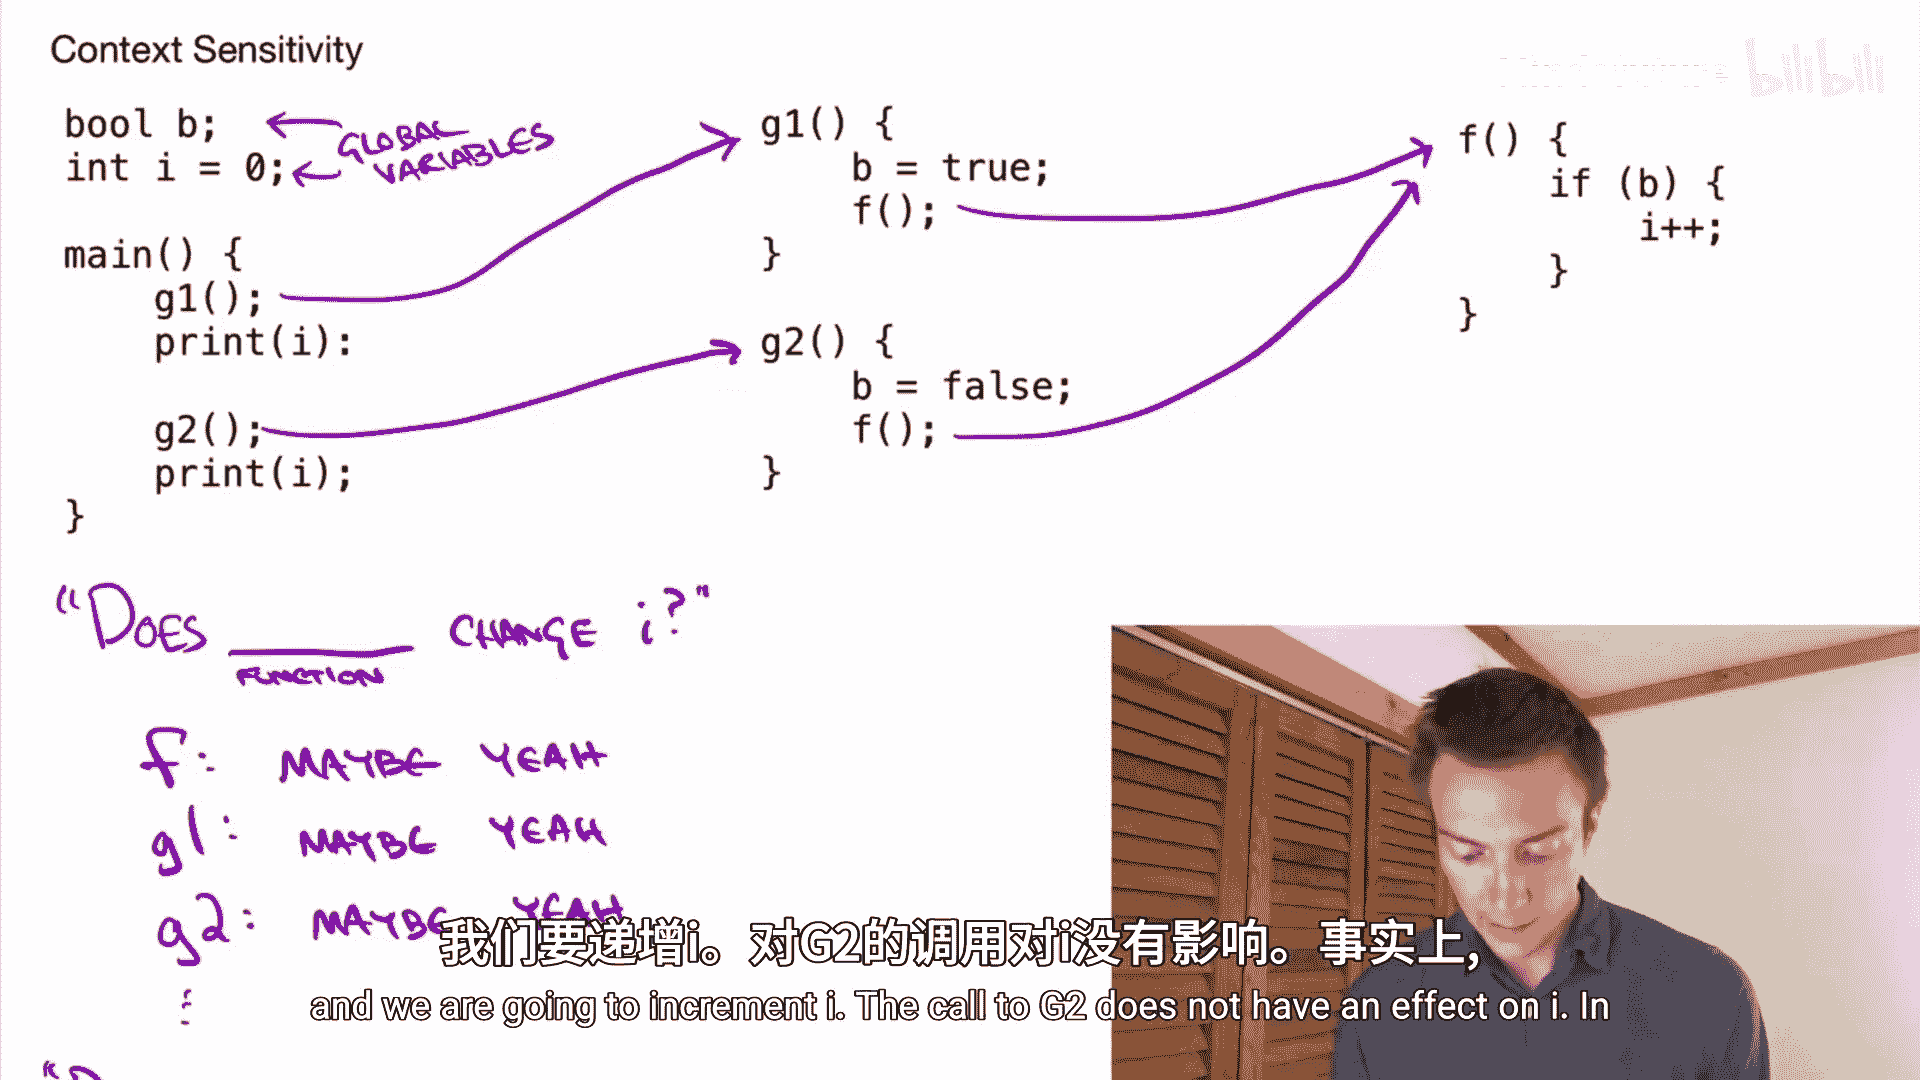 Context Sensitivity
bilibili
bool b;
int i = 0;
GLOBAL
VARIABLES
main() {
g1();
print(i):
g2();
print(i);
}
g1() {
b = true;
f();
}
g2() {
b = false;
f();
}
f() {
if (b) {
i++;
}
}
"DOES ______ CHANGE i?"
FUNCTION
f: MAYBE YEAH
g1: MAYBE YEAH
g2: MAYBE YEAH
我们要递增i。对G2的调用对i没有影响。事实上,
and we are going to increment i. The call to G2 does not have an effect on i. In